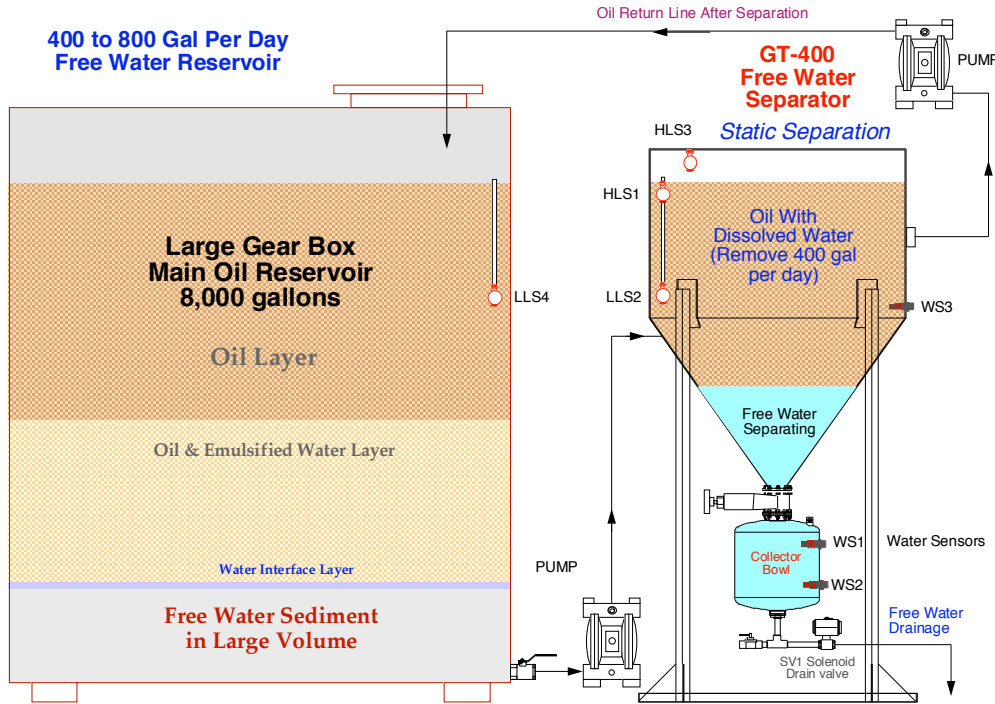 Oil Return Line After Separation
400 to 800 Gal Per Day
Free Water Reservoir
GT-400
Free Water
Separator
Static Separation
PUMP
HLS3
HLS1
LLS2
LLS4
WS3
Large Gear Box
Main Oil Reservoir
8,000 gallons
Oil With
Dissolved Water
(Remove 400 gal
per day)
Oil Layer
Oil & Emulsified Water Layer
Free Water
Separating
Water Interface Layer
Free Water Sediment
in Large Volume
PUMP
Collector
Bowl
WS1
Water Sensors
WS2
Free Water
Drainage
SV1 Solenoid
Drain valve